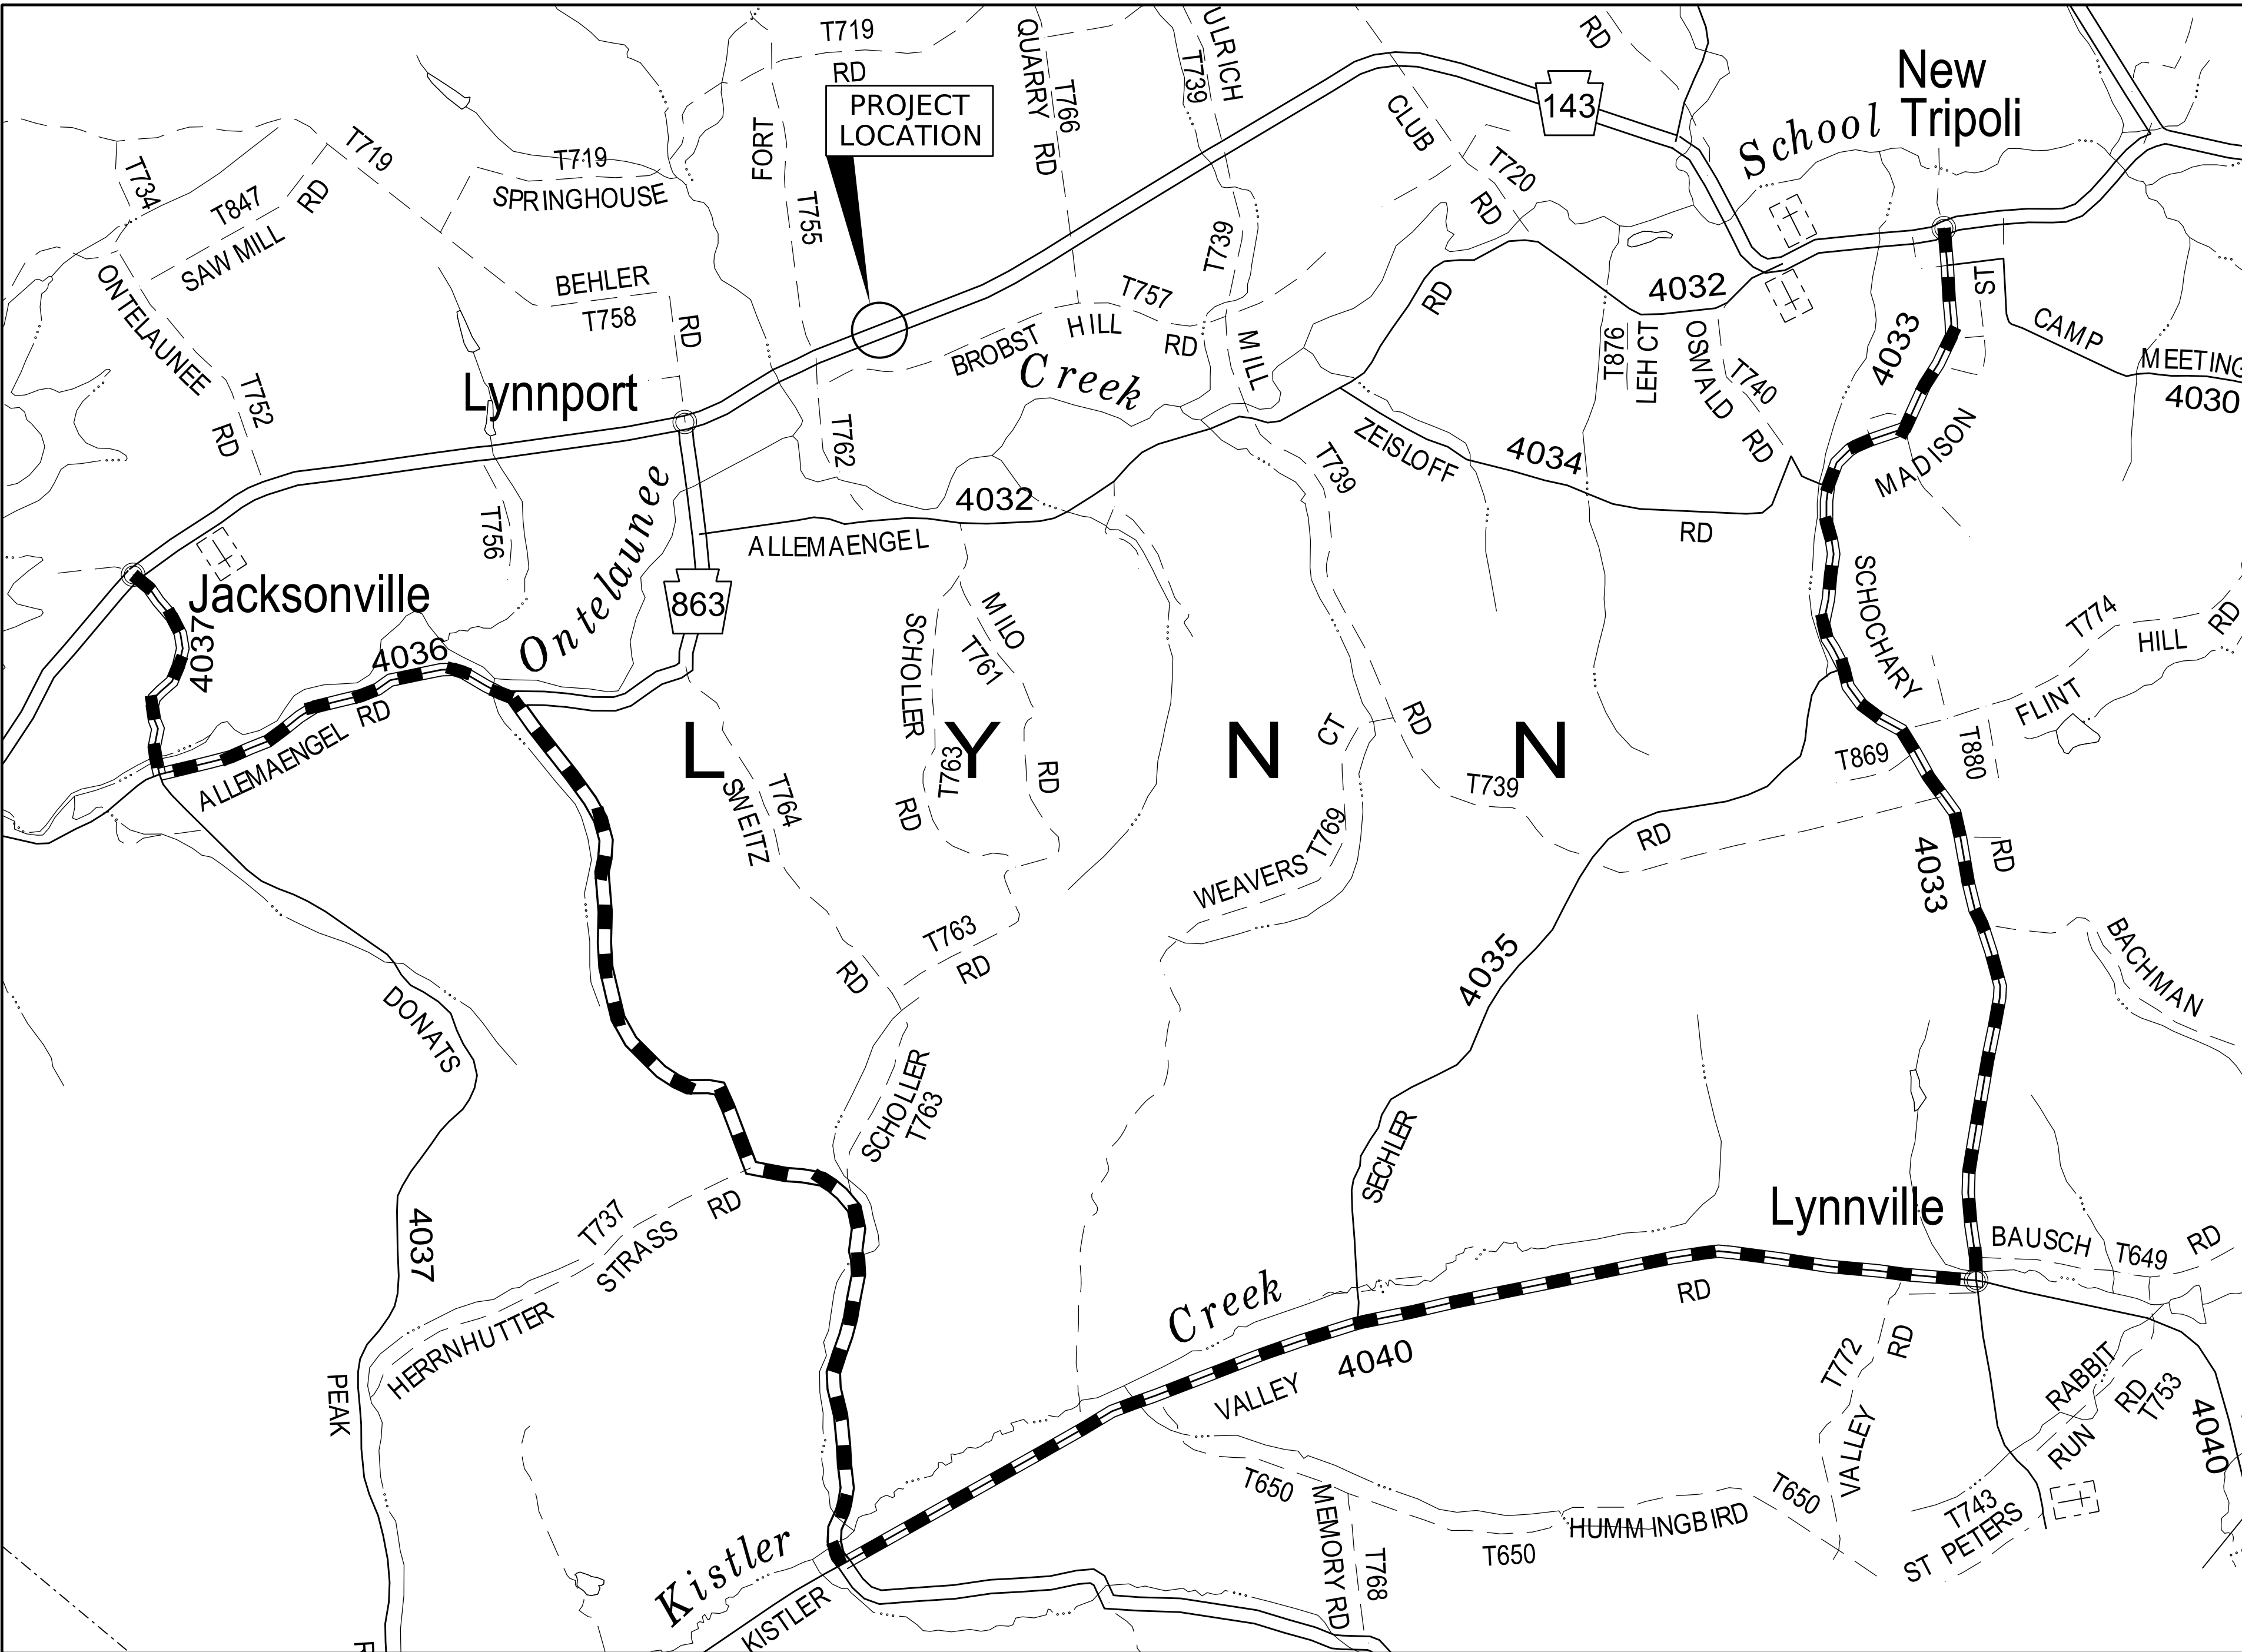 T719
RD
QUARRY
T766
RD
ULRICH
T739
RD
143
New
Tripoli
School
PROJECT
LOCATION
FORT
T755
CLUB
T720
RD
T734
T847
RD
SAW MILL
T719
T719
SPRINGHOUSE
BEHLER
T758
RD
ONTELAUNEE
T752
RD
T739
T757
BROBST
HILL
RD
MILL
Creek
RD
4032
T876
LEHCT
OSWALD
T740
RD
4033
ST
CAMP
MEETING
4030
MADISON
Lynnport
T762
4032
ALLEMAENGEL
T756
T739
ZEISLOFF
4034
RD
Ontelaunee
863
Jacksonville
4037
4036
ALLEMAENGEL
RD
SCHOLLER
T763
RD
MILO
T761
RD
SCHOCHARY
T774
HILL
RD
FLINT
T869
T880
RD
L Y N N
SWEITZ
T764
RD
CT
RD
T739
WEAVERS
T769
RD
4033
T763
RD
4035
BACHMAN
DONATS
4037
PEAK
SCHOLLER
T763
SECHLER
T737
HERRNHUTTER
STRASS
RD
Lynnville
BAUSCH
T649
RD
Creek
4040
VALLEY
RD
T772
RD
VALLEY
RABBIT
RD
T753
RUN
4040
T650
MEMORY RD
T768
T650
HUMMINGBIRD
T650
T743
ST PETERS
Kistler
KISTLER